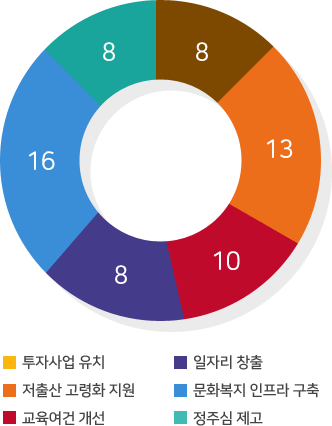 8
8
13
16
10
8
투자사업 유치
일자리 창출
저출산 고령화 지원
문화복지 인프라 구축
교육여건 개선
정주심 제고